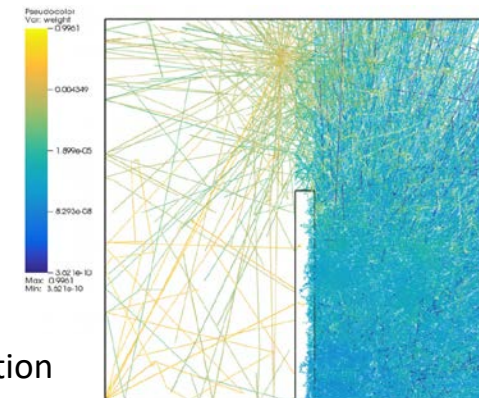 Pseudocolor
Var: weight
0.9961
0.004349
1.899e-05
8.293e-08
3.621e-10
Max: 0.9961
Min: 3.621e-10
tion